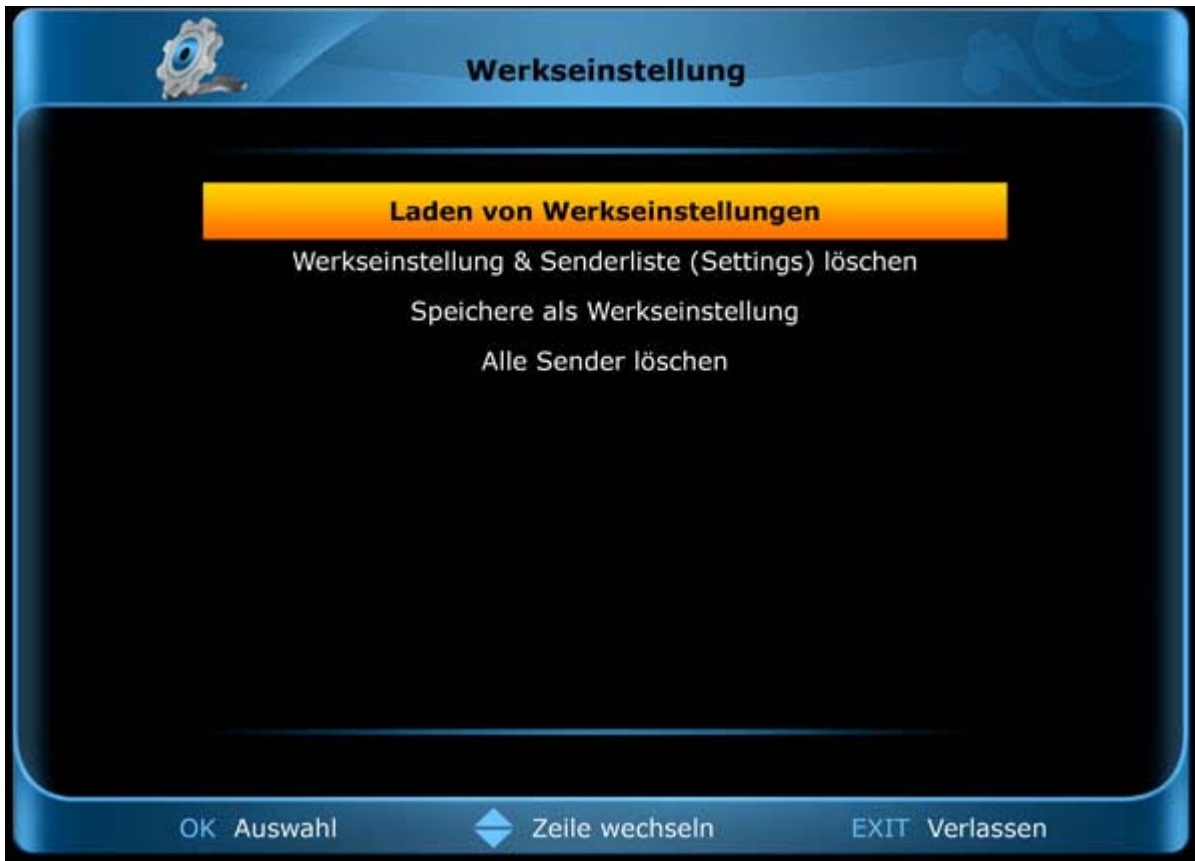 Werkseinstellung
Laden von Werkseinstellungen
Werkseinstellung & Senderliste (Settings) löschen
Speichere als Werkseinstellung
Alle Sender löschen
OK Auswahl Zeile wechseln EXIT Verlassen